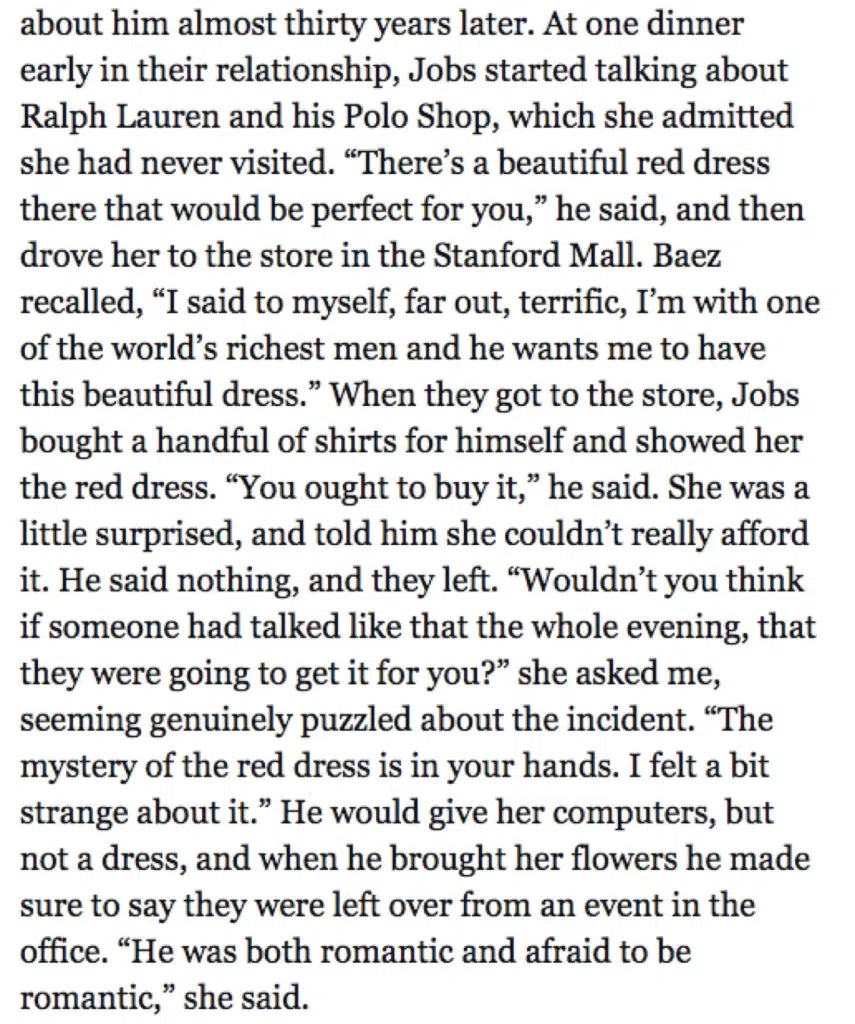 about him almost thirty years later. At one dinner
early in their relationship, Jobs started talking about
Ralph Lauren and his Polo Shop, which she admitted
she had never visited. “There’s a beautiful red dress
there that would be perfect for you,” he said, and then
drove her to the store in the Stanford Mall. Baez
recalled, “I said to myself, far out, terrific, I’m with one
of the world’s richest men and he wants me to have
this beautiful dress.” When they got to the store, Jobs
bought a handful of shirts for himself and showed her
the red dress. “You ought to buy it,” he said. She was a
little surprised, and told him she couldn’t really afford
it. He said nothing, and they left. “Wouldn’t you think
if someone had talked like that the whole evening, that
they were going to get it for you?” she asked me,
seeming genuinely puzzled about the incident. “The
mystery of the red dress is in your hands. I felt a bit
strange about it.” He would give her computers, but
not a dress, and when he brought her flowers he made
sure to say they were left over from an event in the
office. “He was both romantic and afraid to be
romantic,” she said.